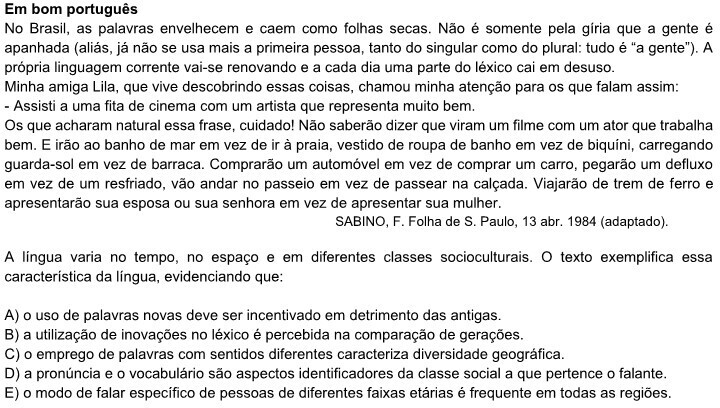 Em bom português
No Brasil, as palavras envelhecem e caem como folhas secas. Não é somente pela gíria que a gente é
apanhada (aliás, já não se usa mais a primeira pessoa, tanto do singular como do plural: tudo é “a gente”). A
própria linguagem corrente vai-se renovando e a cada dia uma parte do léxico cai em desuso.
Minha amiga Lila, que vive descobrindo essas coisas, chamou minha atenção para os que falam assim:
- Assisti a uma fita de cinema com um artista que representa muito bem.
Os que acharam natural essa frase, cuidado! Não saberão dizer que viram um filme com um ator que trabalha
bem. E irão ao banho de mar em vez de ir à praia, vestido de roupa de banho em vez de biquíni, carregando
guarda-sol em vez de barraca. Comprarão um automóvel em vez de comprar um carro, pegarão um defluxo
em vez de um resfriado, vão andar no passeio em vez de passear na calçada. Viajarão de trem de ferro e
apresentarão sua esposa ou sua senhora em vez de apresentar sua mulher.
SABINO, F. Folha de S. Paulo, 13 abr. 1984 (adaptado).
A língua varia no tempo, no espaço e em diferentes classes socioculturais. O texto exemplifica essa
característica da língua, evidenciando que:
A) o uso de palavras novas deve ser incentivado em detrimento das antigas.
B) a utilização de inovações no léxico é percebida na comparação de gerações.
C) o emprego de palavras com sentidos diferentes caracteriza diversidade geográfica.
D) a pronúncia e o vocabulário são aspectos identificadores da classe social a que pertence o falante.
E) o modo de falar específico de pessoas de diferentes faixas etárias é frequente em todas as regiões.